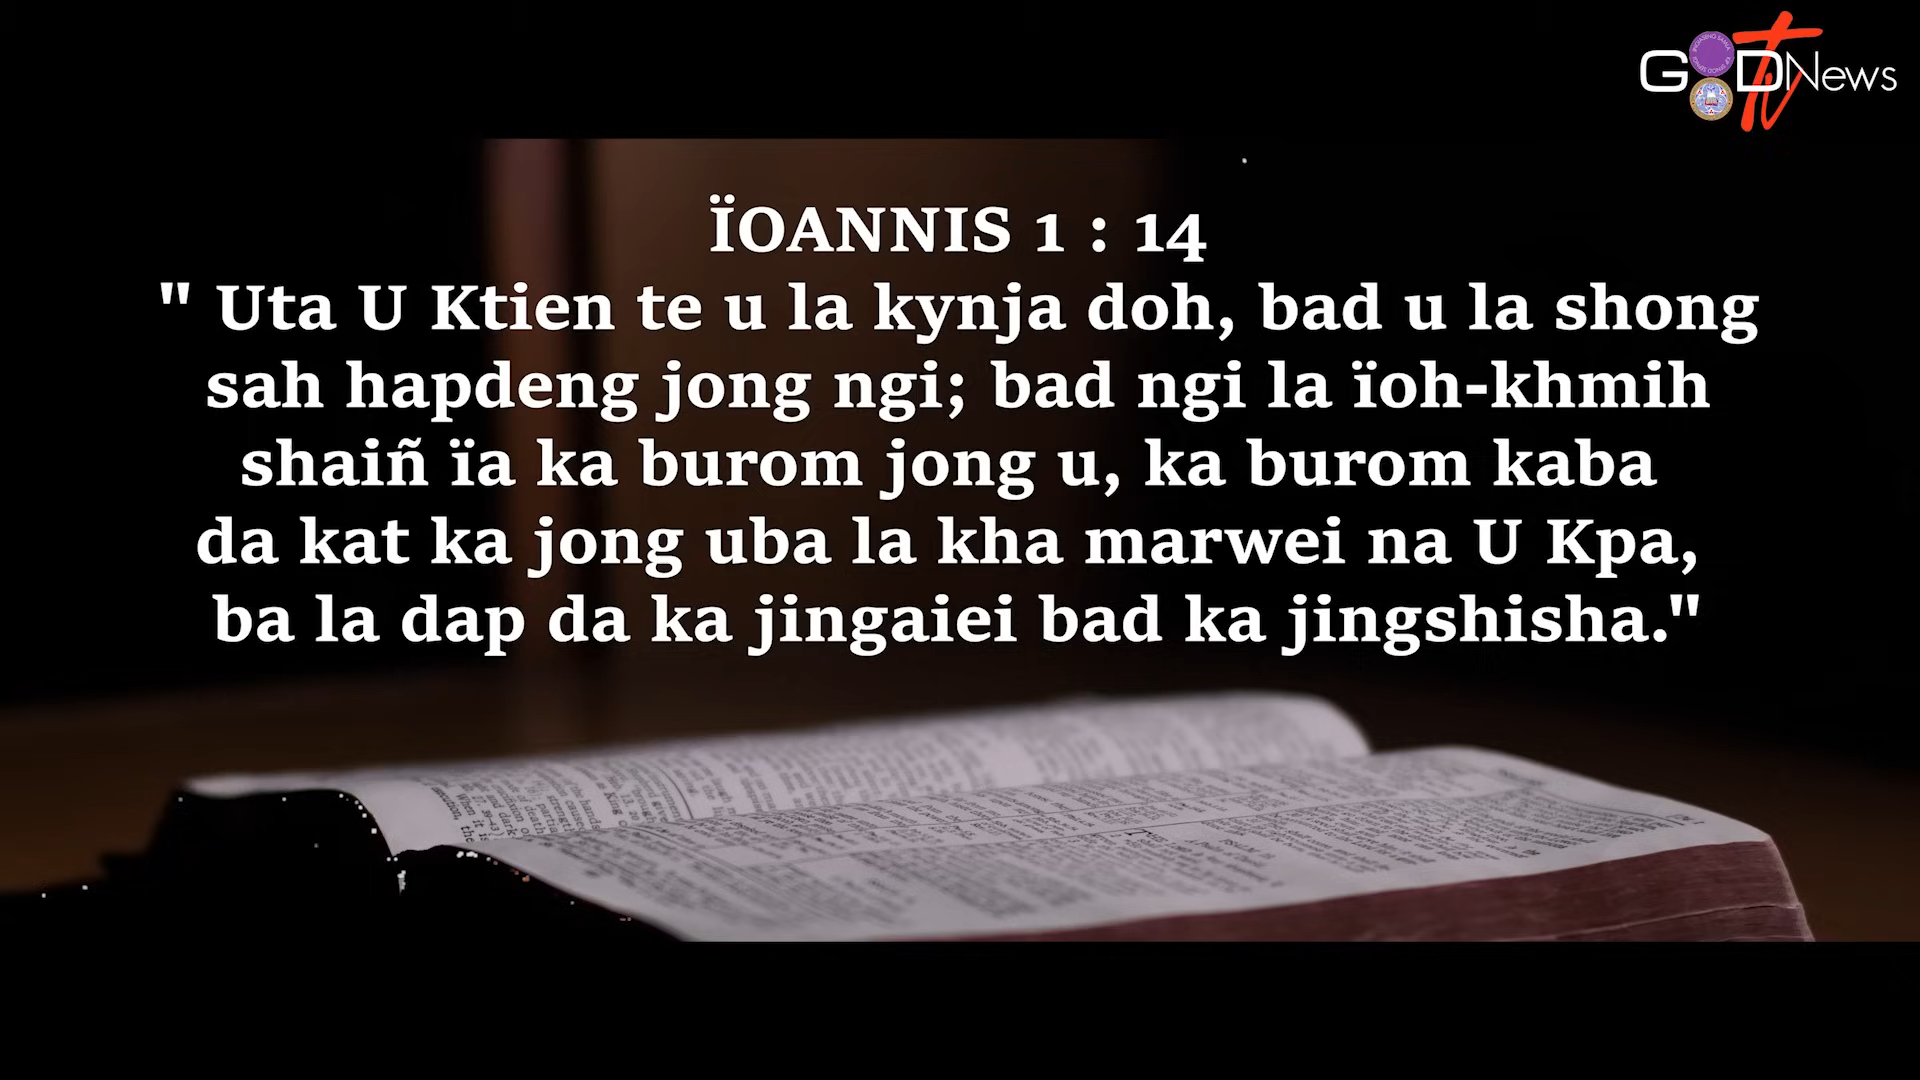 GOD TV News
ÏOANNIS 1 : 14
" Uta U Ktien te u la kynja doh, bad u la shong
sah hapdeng jong ngi; bad ngi la ïoh-khmih
shaiñ ïa ka burom jong u, ka burom kaba
da kat ka jong uba la kha marwei na U Kpa,
ba la dap da ka jingaiei bad ka jingshisha."